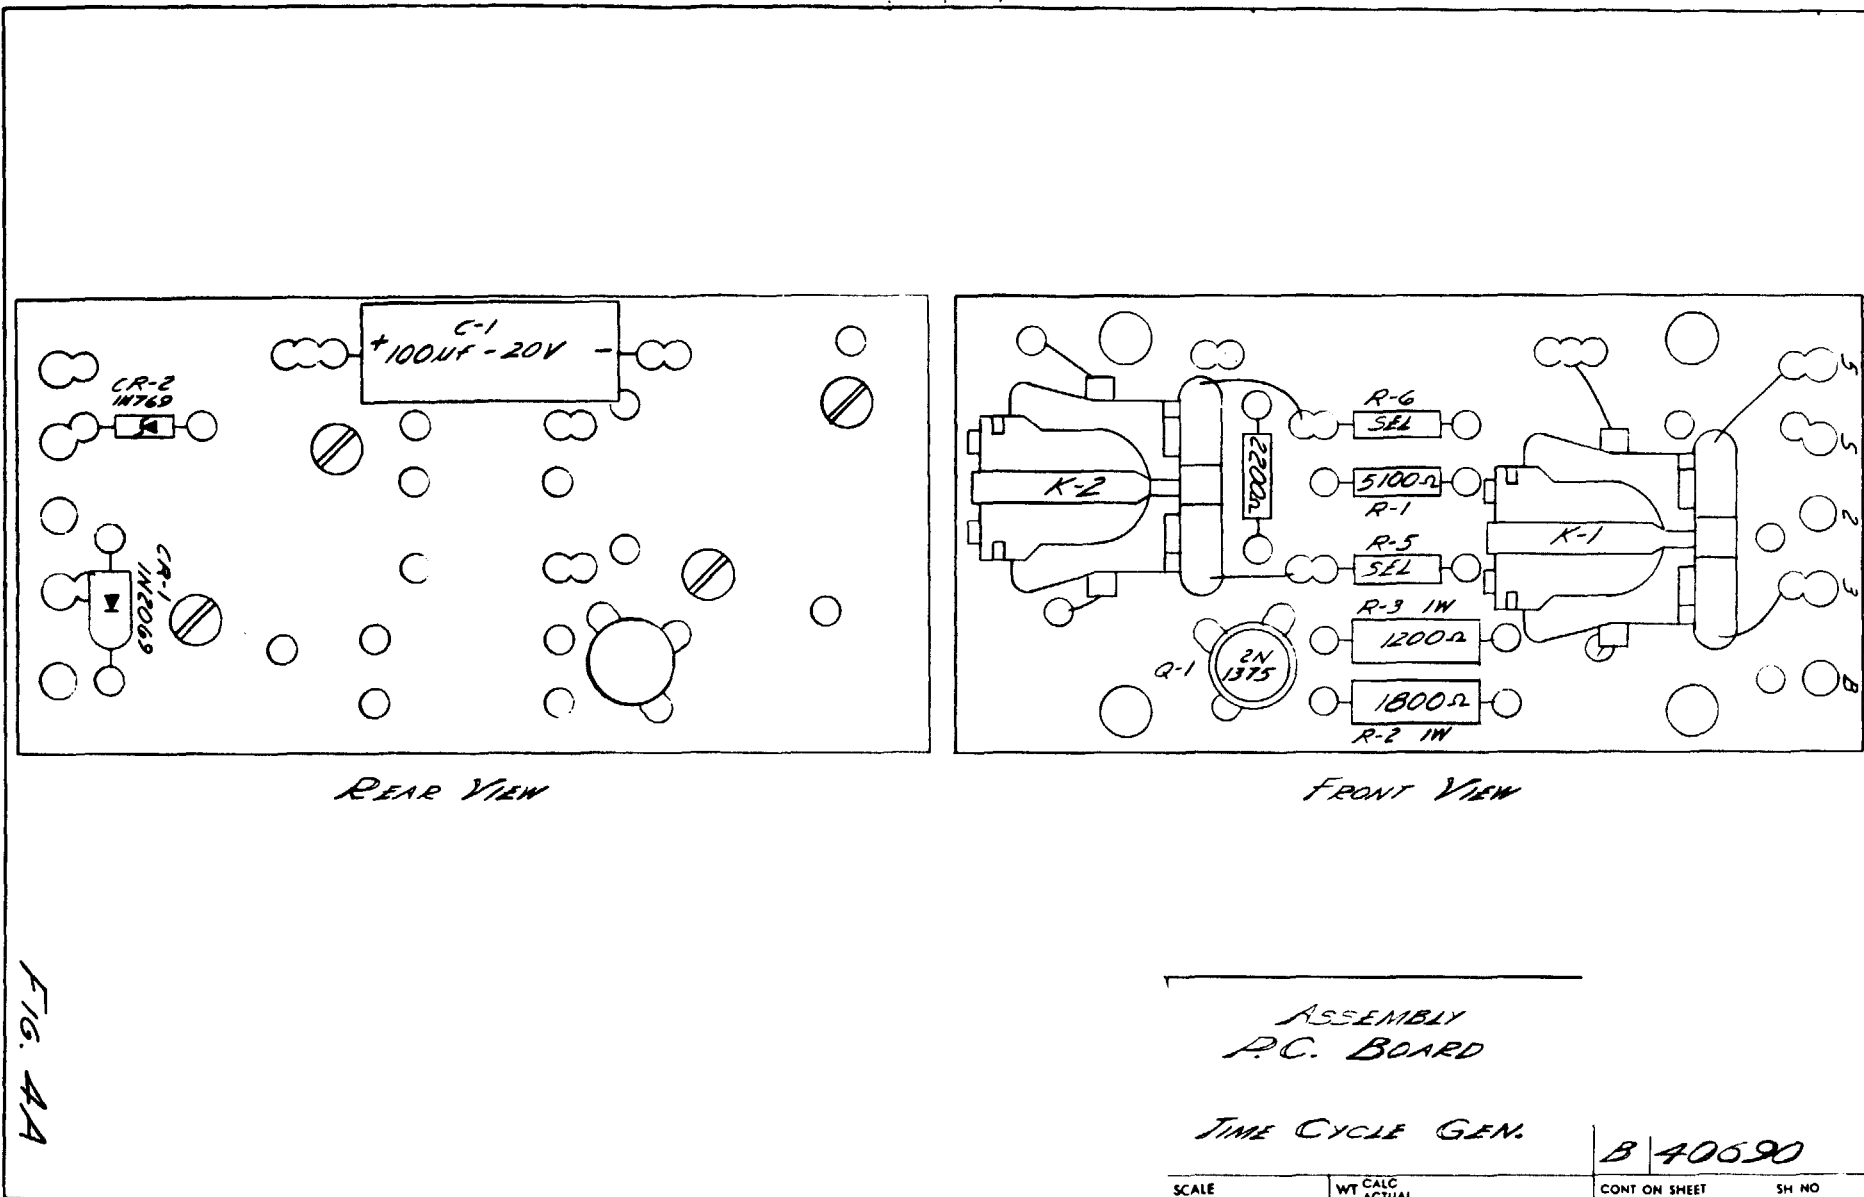 C-1
+ 100µf - 20V -
CR-2
1N769
CR-1
1N2069
REAR VIEW
K-2
2200Ω
R-6
SEL
5100Ω
R-1
R-5
SEL
R-3 1W
1200Ω
1800Ω
R-2 1W
Q-1
2N
1375
K-1
5
5
2
3
B
FRONT VIEW
FIG. 4A
ASSEMBLY
P.C. BOARD
TIME CYCLE GEN.
B 40690
SCALE
WT CALC
ACTUAL
CONT ON SHEET
SH NO